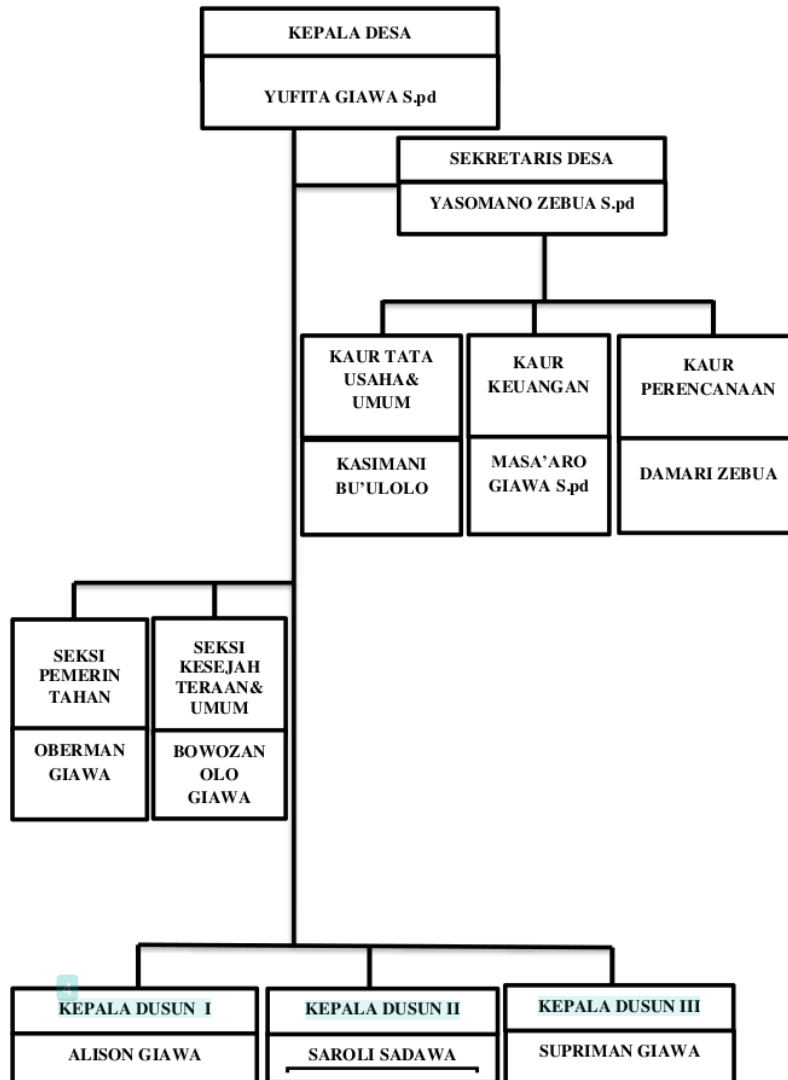 KEPALA DESA
YUFITA GIAWA S.pd
SEKRETARIS DESA
YASOMANO ZEBUA S.pd
KAUR TATA
USAHA&
UMUM
KASIMANI
BU'ULOLO
KAUR
KEUANGAN
MASA'ARO
GIAWA S.pd
KAUR
PERENCANAAN
DAMARI ZEBUA
SEKSI
PEMERIN
TAHAN
OBERMAN
GIAWA
SEKSI
KESEJAH
TERAAN&
UMUM
BOWOZAN
OLO
GIAWA
4
KEPALA DUSUN I
ALISON GIAWA
KEPALA DUSUN II
SAROLI SADAWA
KEPALA DUSUN III
SUPRIMAN GIAWA